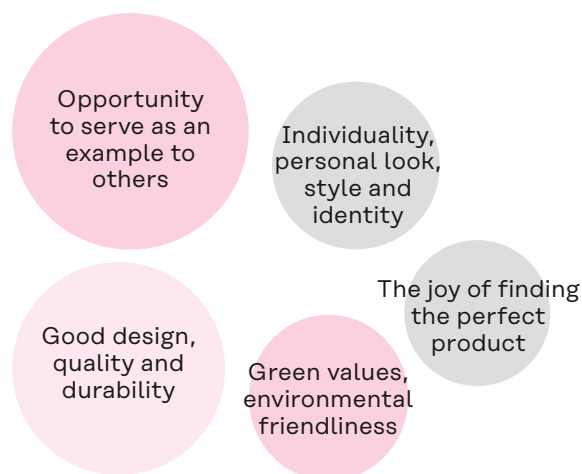 Opportunity
to serve as an
example to
others
Individuality,
personal look,
style and
identity
The joy of finding
the perfect
product
Good design,
quality and
durability
Green values,
environmental
friendliness